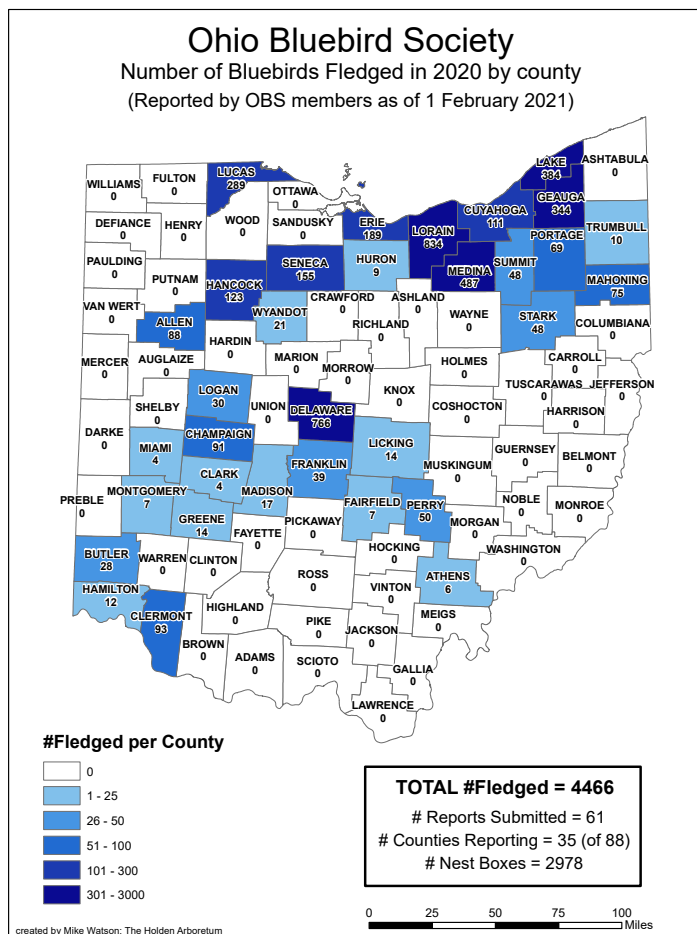 Ohio Bluebird Society
Number of Bluebirds Fledged in 2020 by county
(Reported by OBS members as of 1 February 2021)
WILLIAMS
0
FULTON
0
LUCAS
289
OTTAWA
0
LAKE
384
ASHTABULA
0
GEAUGA
344
DEFIANCE
0
HENRY
0
WOOD
0
SANDUSKY
0
ERIE
189
LORAIN
834
CUYAHOGA
111
TRUMBULL
10
PAULDING
0
PUTNAM
0
HANCOCK
123
SENECA
155
HURON
9
MEDINA
487
SUMMIT
48
PORTAGE
69
MAHONING
75
VAN WERT
0
ALLEN
88
WYANDOT
21
CRAWFORD
0
RICHLAND
0
ASHLAND
0
WAYNE
0
STARK
48
COLUMBIANA
0
MERCER
0
AUGLAIZE
0
HARDIN
0
MARION
0
MORROW
0
HOLMES
0
CARROLL
0
TUSCARAWAS
0
JEFFERSON
0
SHELBY
0
LOGAN
30
UNION
0
DELAWARE
766
KNOX
0
COSHOCTON
0
HARRISON
0
DARKE
0
MIAMI
4
CHAMPAIGN
91
CLARK
4
MADISON
17
FRANKLIN
39
LICKING
14
MUSKINGUM
0
GUERNSEY
0
BELMONT
0
PREBLE
0
MONTGOMERY
7
GREENE
14
FAYETTE
0
PICKAWAY
0
FAIRFIELD
7
PERRY
50
MORGAN
0
NOBLE
0
MONROE
0
BUTLER
28
WARREN
0
CLINTON
0
ROSS
0
HOCKING
0
VINTON
0
ATHENS
6
WASHINGTON
0
HAMILTON
12
CLERMONT
93
HIGHLAND
0
BROWN
0
ADAMS
0
PIKE
0
SCIOTO
0
JACKSON
0
MEIGS
0
GALLIA
0
LAWRENCE
0
#Fledged per County
0
1 - 25
26 - 50
51 - 100
101 - 300
301 - 3000
TOTAL #Fledged = 4466
# Reports Submitted = 61
# Counties Reporting = 35 (of 88)
# Nest Boxes = 2978
0 25 50 75 100
Miles
created by Mike Watson; The Holden Arboretum